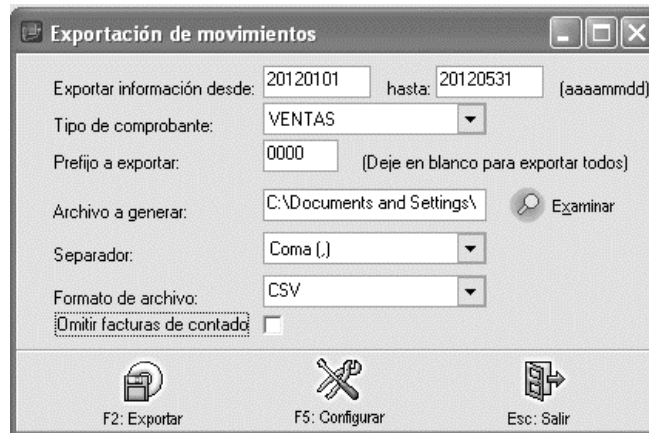 Exportación de movimientos
Exportar información desde: 20120101 hasta: 20120531 (aaaammdd)
Tipo de comprobante: VENTAS
Prefijo a exportar: 0000 (Deje en blanco para exportar todos)
Archivo a generar: C:\Documents and Settings\ Examinar
Separador: Coma (,)
Formato de archivo: CSV
Omitir facturas de contado
F2: Exportar F5: Configurar Esc: Salir